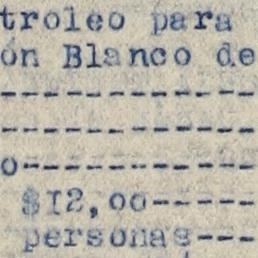 troleo para
ón Blanco de
------------
------------
o-----------
$12,oo-----
personas---